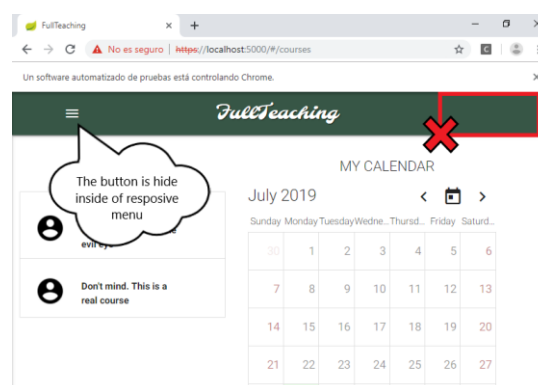 FullTeaching
No es seguro | https://localhost:5000/#/courses
Un software automatizado de pruebas está controlando Chrome.
FullTeaching
The button is hide
inside of resposive
menu
evil eye
Don't mind. This is a
real course
MY CALENDAR
July 2019
Sunday Monday Tuesday Wedne... Thursd... Friday Saturd...
30 1 2 3 4 5 6
7 8 9 10 11 12 13
14 15 16 17 18 19 20
21 22 23 24 25 26 27